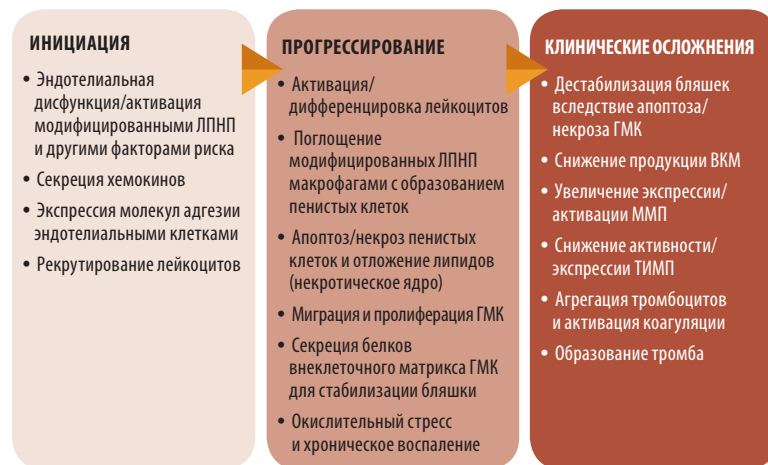 ИНИЦИАЦИЯ
• Эндотелиальная
дисфункция/активация
модифицированными ЛПНП
и другими факторами риска
• Секреция хемокинов
• Экспрессия молекул адгезии
эндотелиальными клетками
• Рекрутирование лейкоцитов
ПРОГРЕССИРОВАНИЕ
• Активация/
дифференцировка лейкоцитов
• Поглощение
модифицированных ЛПНП
макрофагами с образованием
пенистых клеток
• Апоптоз/некроз пенистых
клеток и отложение липидов
(некротическое ядро)
• Миграция и пролиферация ГМК
• Секреция белков
внеклеточного матрикса ГМК
для стабилизации бляшки
• Окислительный стресс
и хроническое воспаление
КЛИНИЧЕСКИЕ ОСЛОЖНЕНИЯ
• Дестабилизация бляшек
вследствие апоптоза/
некроза ГМК
• Снижение продукции ВКМ
• Увеличение экспрессии/
активации ММП
• Снижение активности/
экспрессии ТИМП
• Агрегация тромбоцитов
и активация коагуляции
• Образование тромба